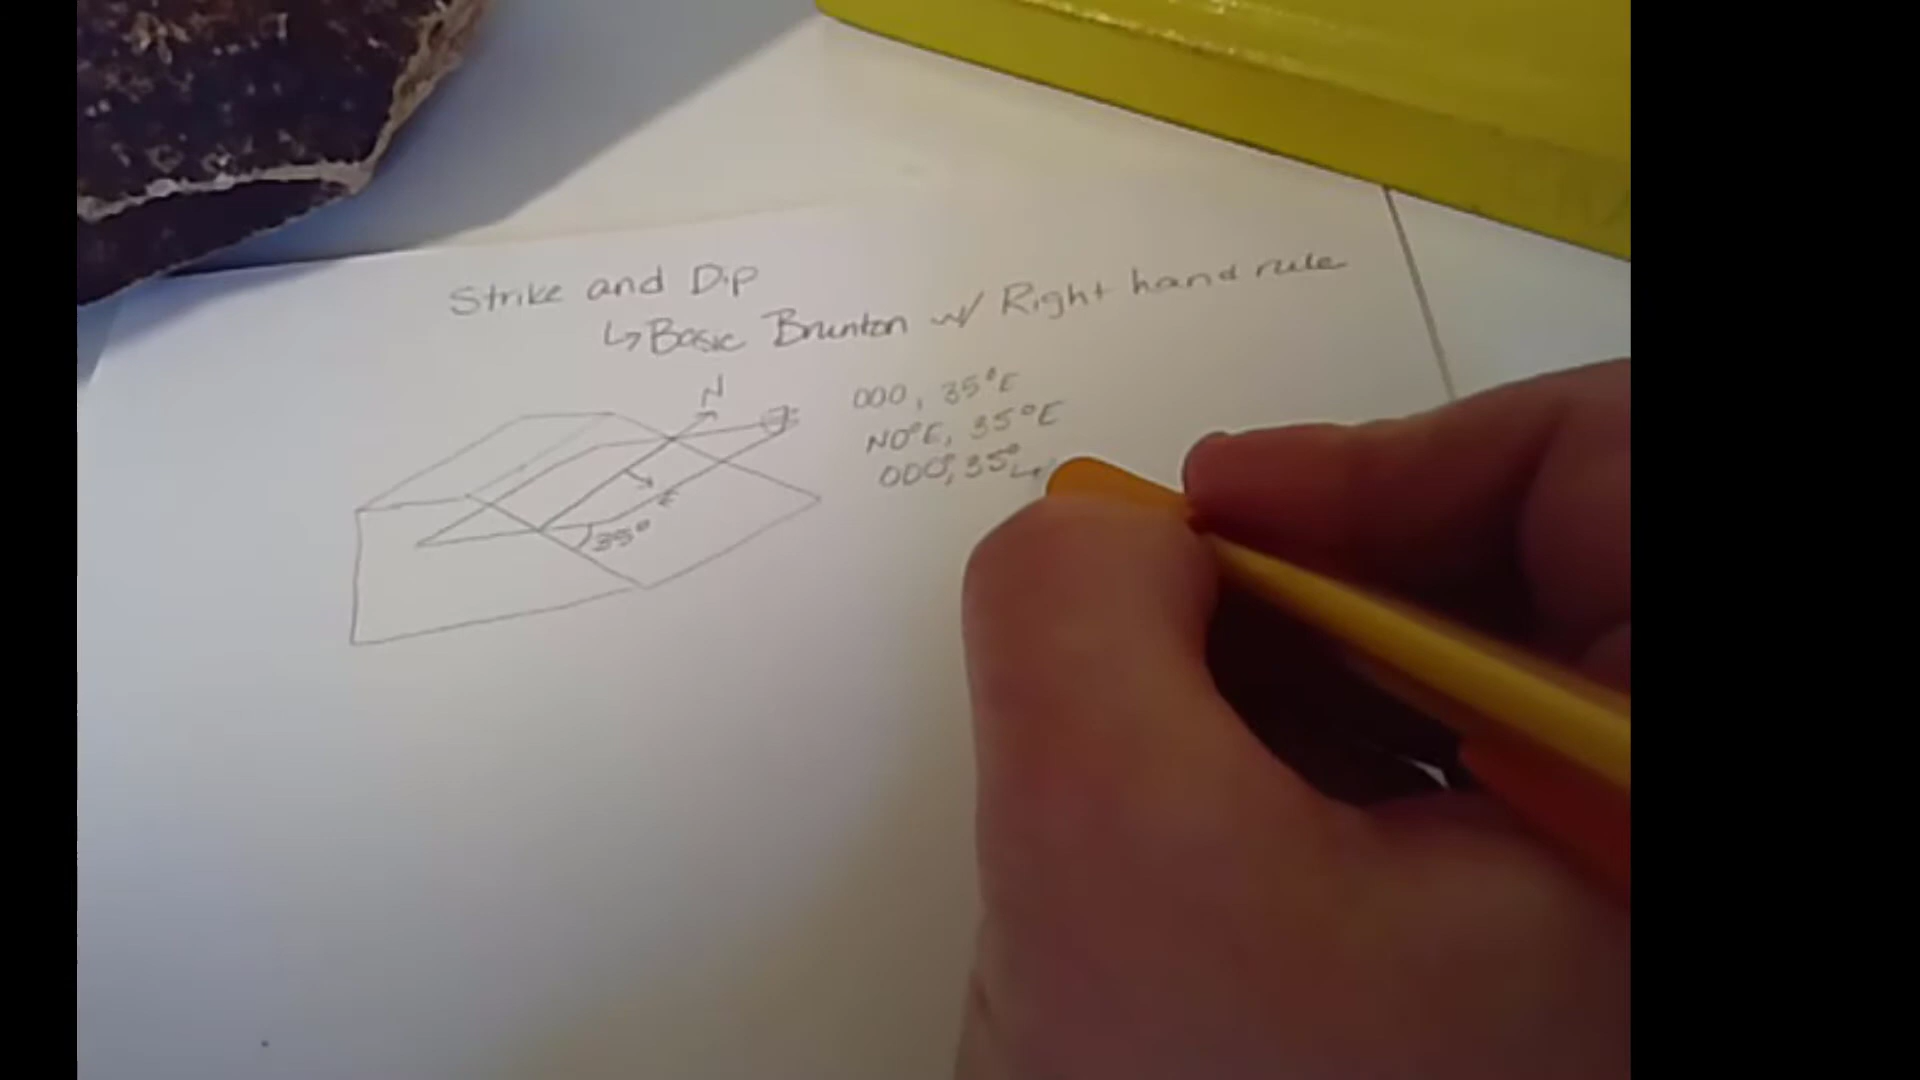 Strike and Dip
↳ Basic Brunton w/ Right hand rule
N
000, 35°E
N0°E, 35°E
000°, 35°
E
35°